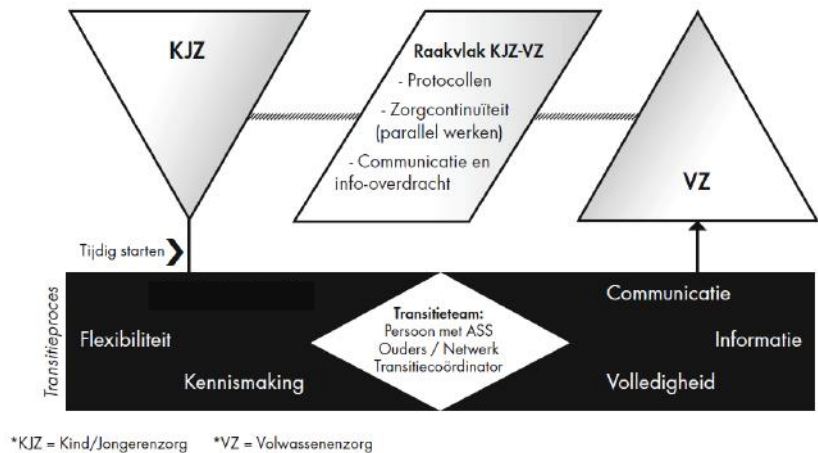 KJZ
Raakvlak KJZ-VZ
- Protocollen
- Zorgcontinuïteit
(parallel werken)
- Communicatie en
info-overdracht
VZ
Tijdig starten
Transitieproces
Flexibiliteit
Kennismaking
Transitieteam:
Persoon met ASS
Ouders / Netwerk
Transitiecoördinator
Communicatie
Informatie
Volledigheid
*KJZ = Kind/Jongerenzorg *VZ = Volwassenenzorg